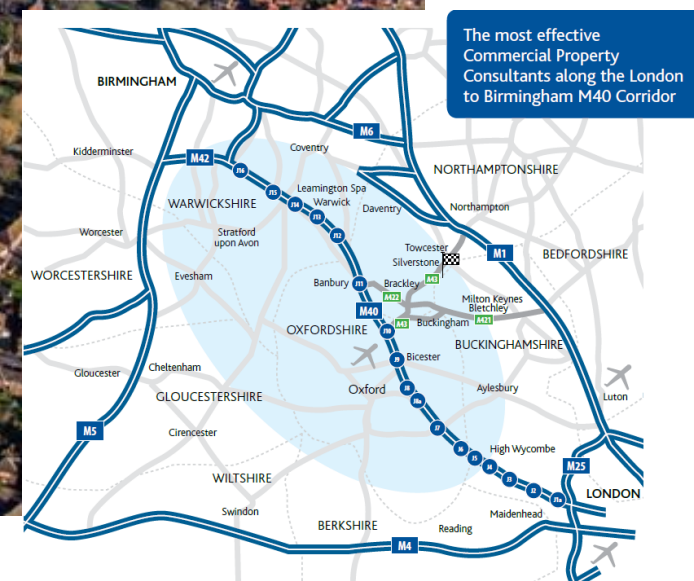 The most effective
Commercial Property
Consultants along the London
to Birmingham M40 Corridor
BIRMINGHAM
M6
Kidderminster
M42
Coventry
J16
NORTHAMPTONSHIRE
J15
Leamington Spa
WARWICKSHIRE
J14
Warwick
J13
Daventry
Northampton
Worcester
Stratford
upon Avon
J12
Towcester
M1
Silverstone
BEDFORDSHIRE
WORCESTERSHIRE
Evesham
Banbury
J11
Brackley
A43
A422
Milton Keynes
Bletchley
M40
OXFORDSHIRE
J10
A43
Buckingham
A421
BUCKINGHAMSHIRE
J9
Bicester
Gloucester
Cheltenham
Oxford
J8
Aylesbury
Luton
GLOUCESTERSHIRE
J8a
M5
Cirencester
J7
J6
High Wycombe
J5
J4
M25
WILTSHIRE
J3
J2
J1a
LONDON
Swindon
Maidenhead
BERKSHIRE
Reading
M4